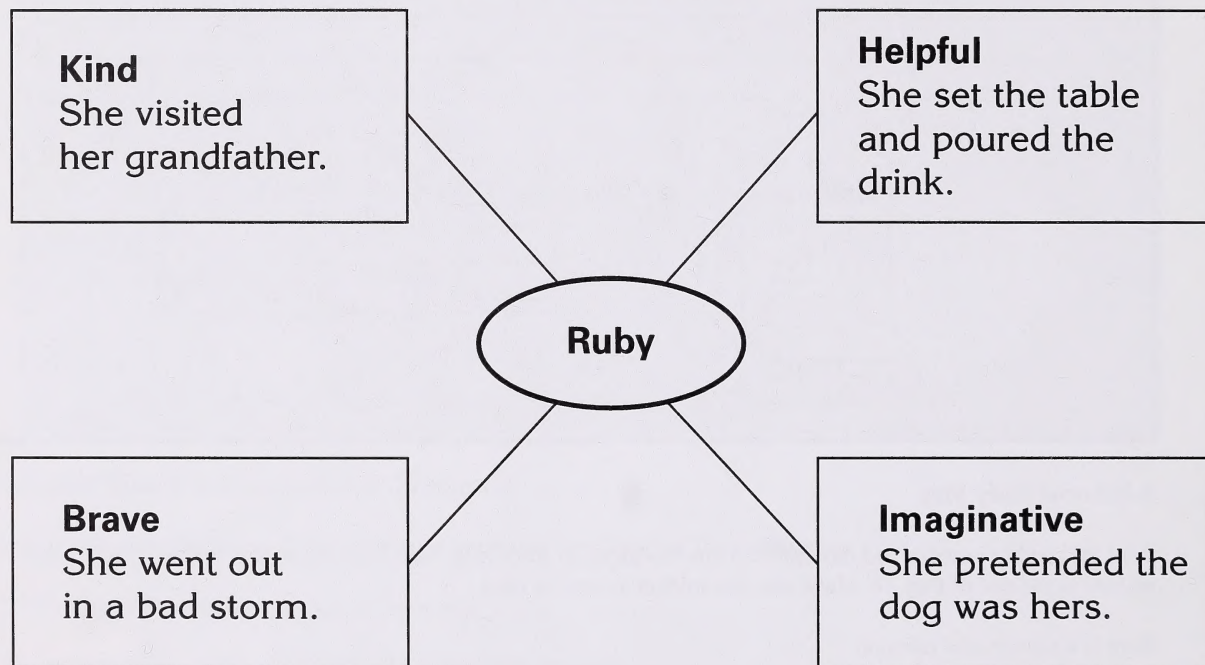 Kind
She visited
her grandfather.
Helpful
She set the table
and poured the
drink.
Ruby
Brave
She went out
in a bad storm.
Imaginative
She pretended the
dog was hers.